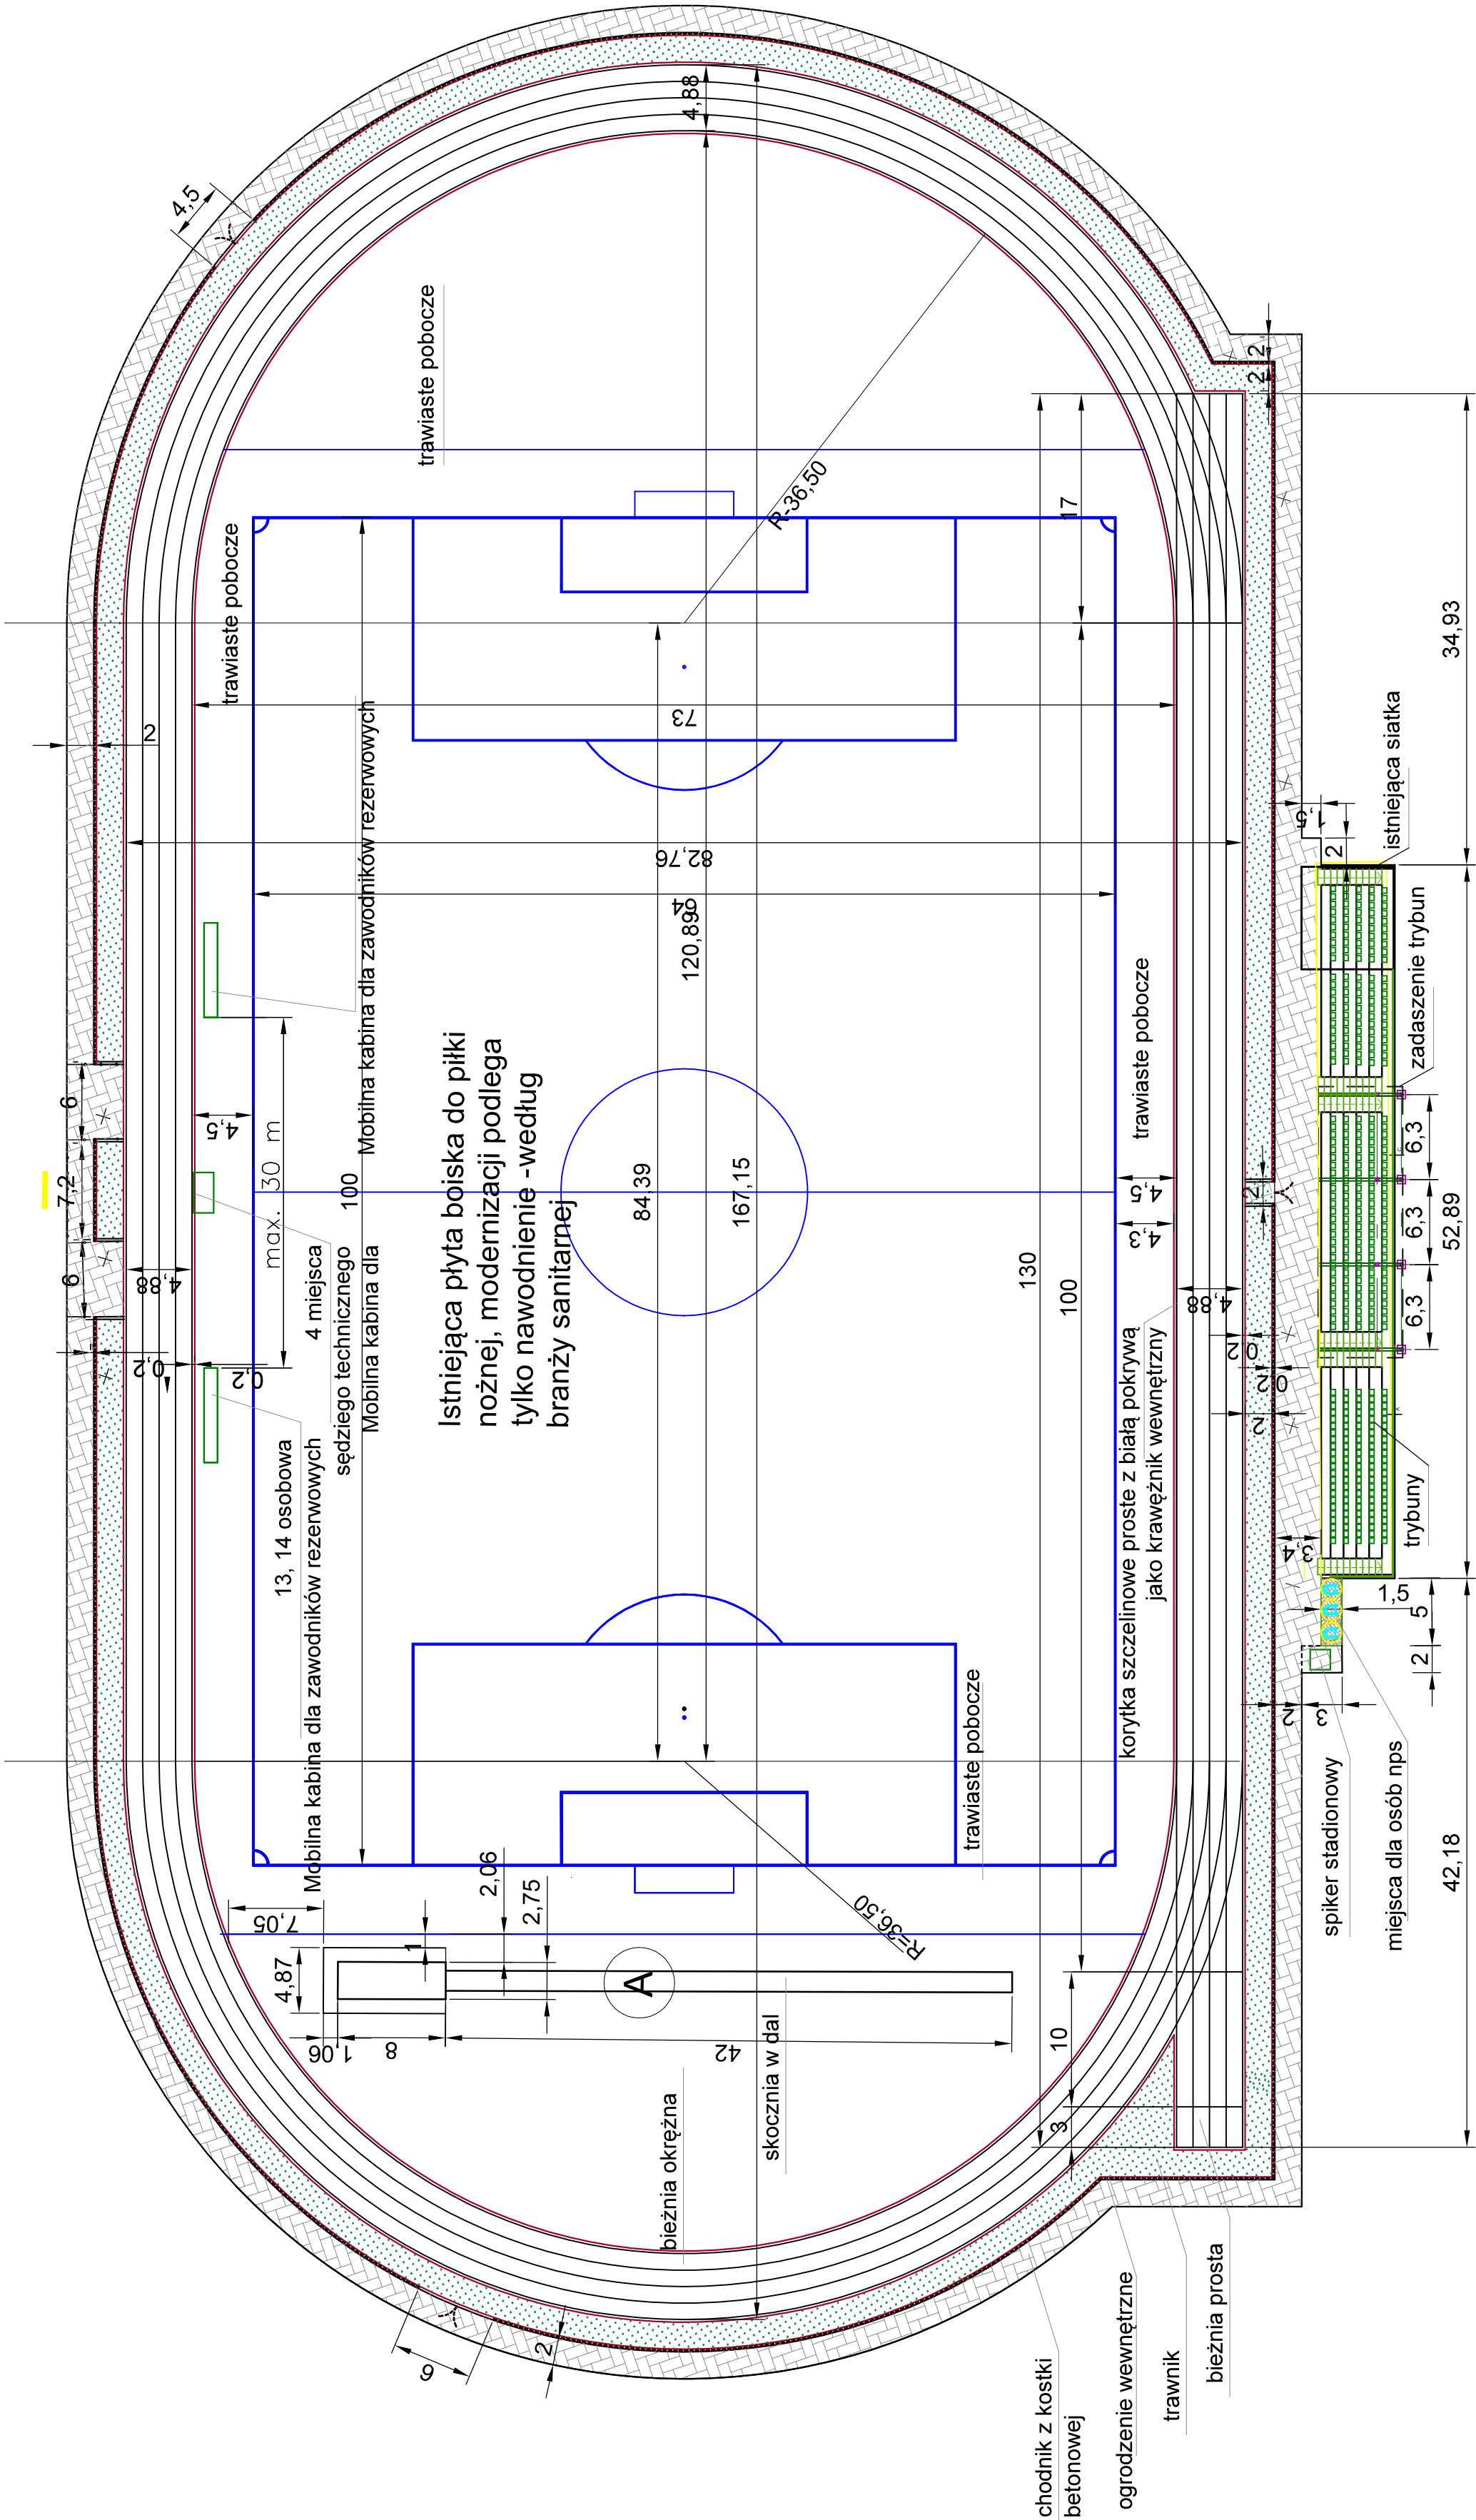 4,88
4,5
trawiaste pobocze
2
2
R-36,50
17
trawiaste pobocze
34,93
73
2
Mobilna kabina dla zawodników rezerwowych
istniejąca siatka
1,5
2
82,76
64
120,896
zadaszenie trybun
trawiaste pobocze
6
4,5
max. 30 m
7,2
100
Istniejąca płyta boiska do piłki
nożnej, modernizacji podlega
tylko nawodnienie -według
branży sanitarnej
84,39
167,15
4,5
4,3
2
6,3
6,3
6,3
52,89
6
4,88
130
100
4,88
4 miejsca
sędziego technicznego
Mobilna kabina dla
0,2
0,2
0,2
0,2
2
13, 14 osobowa
Mobilna kabina dla zawodników rezerwowych
korytka szczelinowe proste z białą pokrywą
jako krawężnik wewnętrzny
trybuny
3,4
1,5
5
2
2
3
trawiaste pobocze
spiker stadionowy
miejsca dla osób nps
42,18
7,05
2,06
2,75
1
4,87
R=36,50
A
1,06
8
42
10
3
skocznia w dal
bieżnia okrężna
6
2
chodnik z kostki
betonowej
ogrodzenie wewnętrzne
trawnik
bieżnia prosta